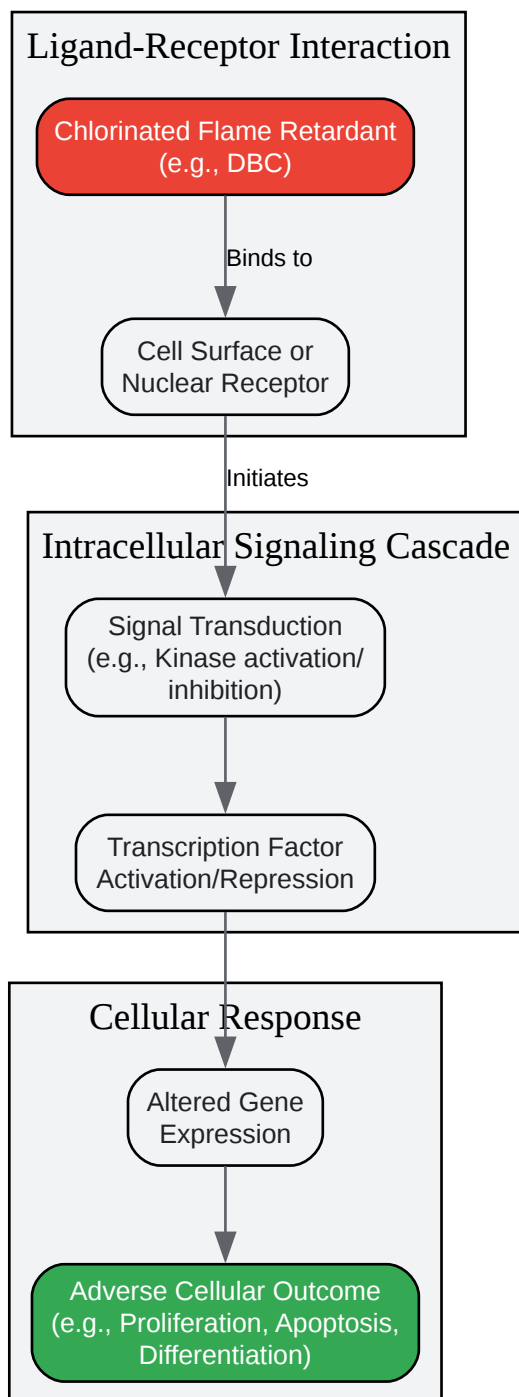 Ligand-Receptor Interaction
Chlorinated Flame Retardant
(e.g., DBC)
Binds to
Cell Surface or
Nuclear Receptor
Initiates
Intracellular Signaling Cascade
Signal Transduction
(e.g., Kinase activation/
inhibition)
Transcription Factor
Activation/Repression
Cellular Response
Altered Gene
Expression
Adverse Cellular Outcome
(e.g., Proliferation, Apoptosis,
Differentiation)